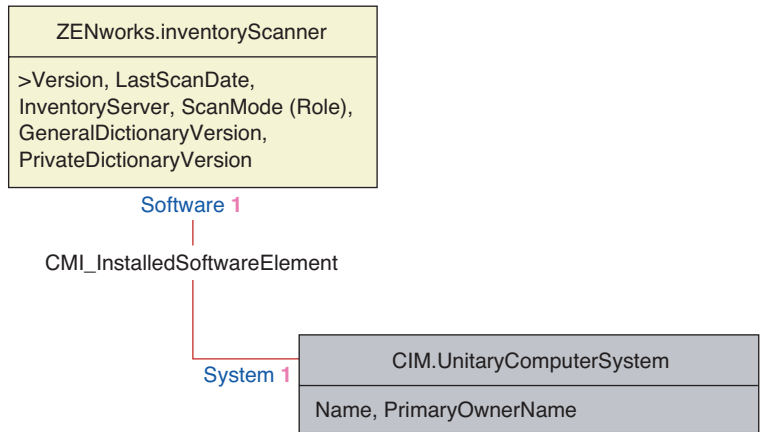 ZENworks.inventoryScanner
>Version, LastScanDate,
InventoryServer, ScanMode (Role),
GeneralDictionaryVersion,
PrivateDictionaryVersion
Software 1
CMI_InstalledSoftwareElement
System 1
CIM.UnitaryComputerSystem
Name, PrimaryOwnerName